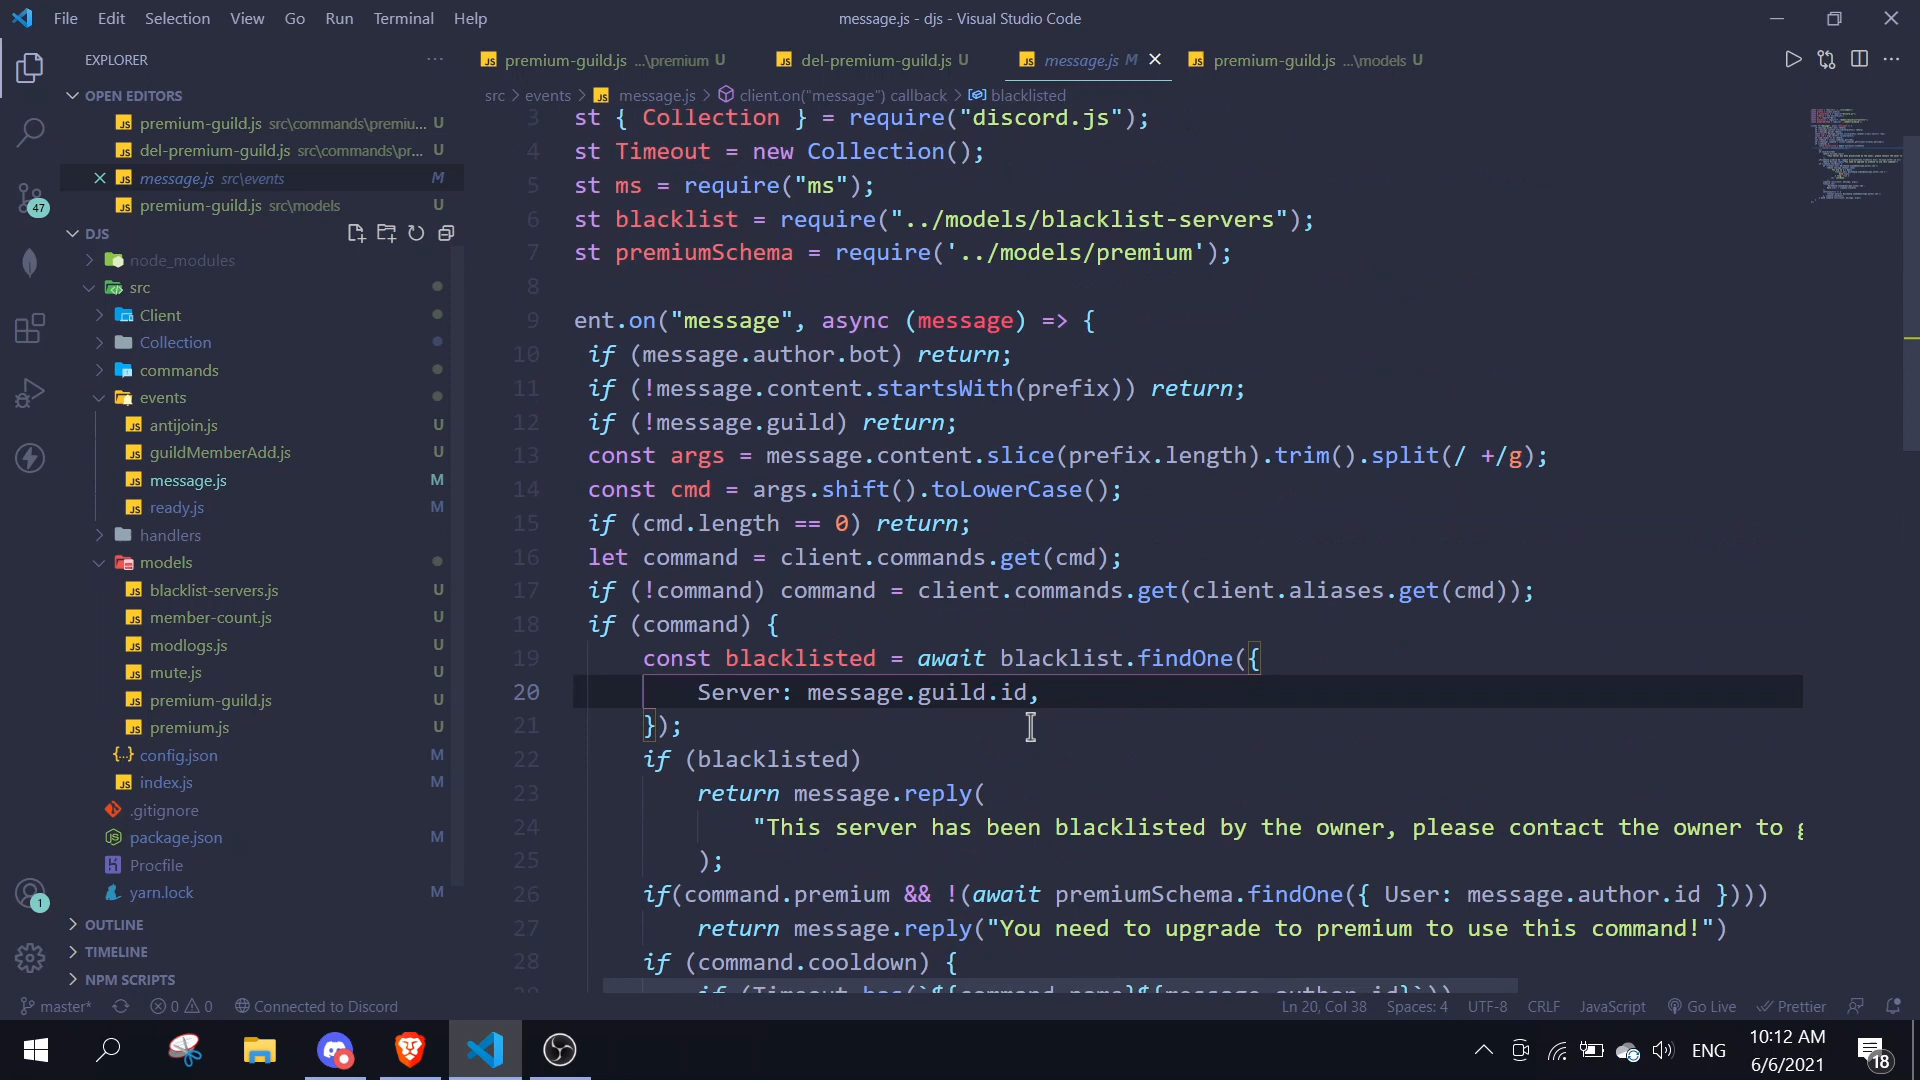 File Edit Selection View Go Run Terminal Help
message.js - djs - Visual Studio Code
EXPLORER
OPEN EDITORS
premium-guild.js src\commands\premiu... U
del-premium-guild.js src\commands\pr... U
message.js src\events M
premium-guild.js src\models U
DJS
node_modules
src
Client
Collection
commands
events
antijoin.js U
guildMemberAdd.js U
message.js M
ready.js M
handlers
models
blacklist-servers.js U
member-count.js U
modlogs.js U
mute.js U
premium-guild.js U
premium.js U
config.json M
index.js M
.gitignore
package.json M
Procfile
yarn.lock M
OUTLINE
TIMELINE
NPM SCRIPTS
47
1
premium-guild.js ...\premium U
del-premium-guild.js U
message.js M
premium-guild.js ...\models U
src > events > message.js > client.on("message") callback > blacklisted
3 st { Collection } = require("discord.js");
4 st Timeout = new Collection();
5 st ms = require("ms");
6 st blacklist = require("../models/blacklist-servers");
7 st premiumSchema = require('../models/premium');
8
9 ent.on("message", async (message) => {
10 if (message.author.bot) return;
11 if (!message.content.startsWith(prefix)) return;
12 if (!message.guild) return;
13 const args = message.content.slice(prefix.length).trim().split(/ +/g);
14 const cmd = args.shift().toLowerCase();
15 if (cmd.length == 0) return;
16 let command = client.commands.get(cmd);
17 if (!command) command = client.commands.get(client.aliases.get(cmd));
18 if (command) {
19 const blacklisted = await blacklist.findOne({
20 Server: message.guild.id,
21 });
22 if (blacklisted)
23 return message.reply(
24 "This server has been blacklisted by the owner, please contact the owner to
25 );
26 if(command.premium && !(await premiumSchema.findOne({ User: message.author.id })))
27 return message.reply("You need to upgrade to premium to use this command!")
28 if (command.cooldown) {
if (Timeout.has(`${command.name}${message.author.id}`))
master* 0 0 Connected to Discord
Ln 20, Col 38 Spaces: 4 UTF-8 CRLF JavaScript Go Live Prettier
ENG
10:12 AM
6/6/2021
18